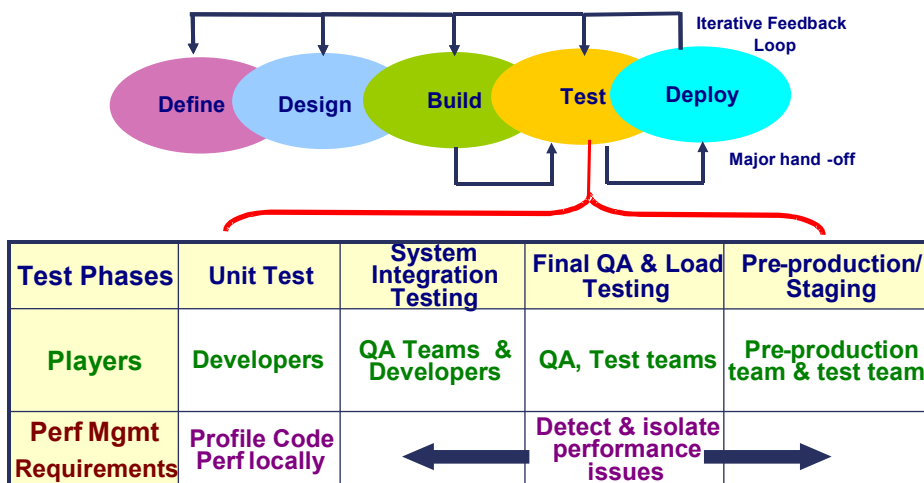 Iterative Feedback
Loop
Define
Design
Build
Test
Deploy
Major hand -off
Test Phases
Unit Test
System
Integration
Testing
Final QA & Load
Testing
Pre-production/
Staging
Players
Developers
QA Teams &
Developers
QA, Test teams
Pre-production
team & test team
Perf Mgmt
Requirements
Profile Code
Perf locally
Detect & isolate
performance
issues